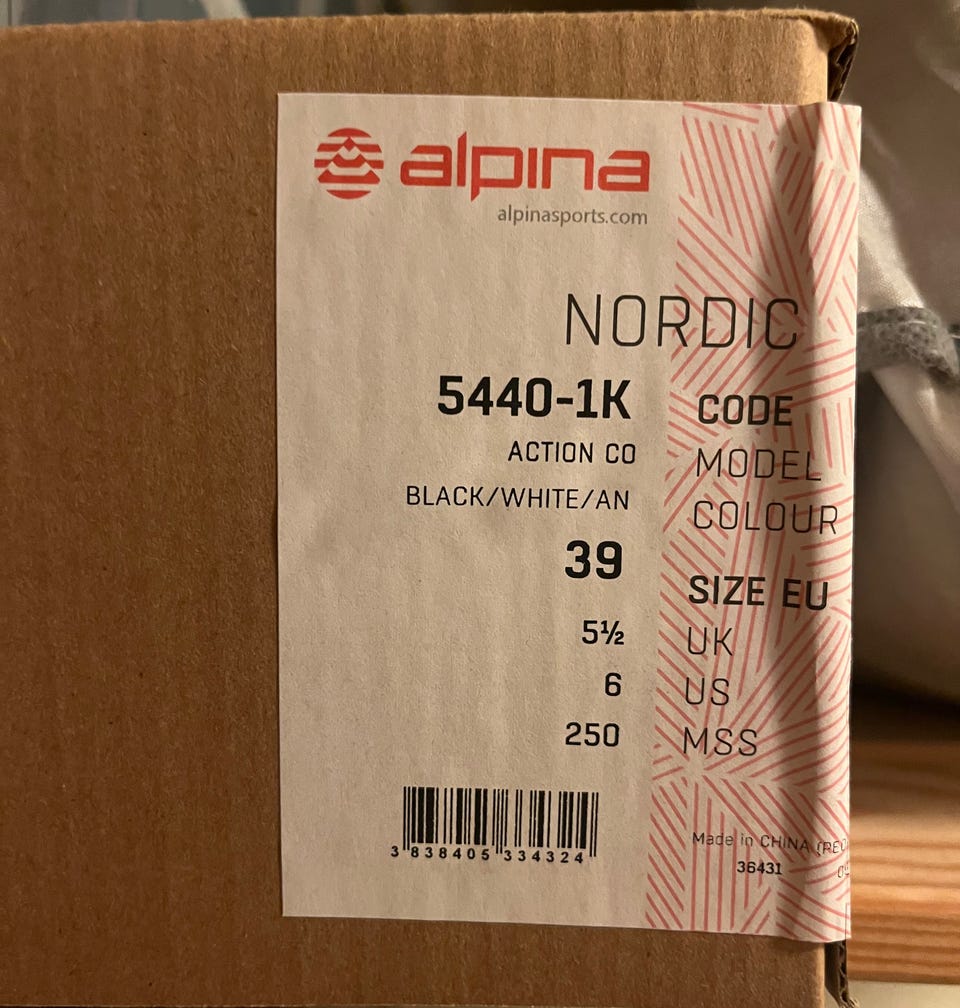 alpina
alpinasports.com
NORDIC
5440-1K CODE
ACTION CO MODEL
BLACK/WHITE/AN COLOUR
39 SIZE EU
5½ UK
6 US
250 MSS
3 838405 334324
Made in CHINA
36431